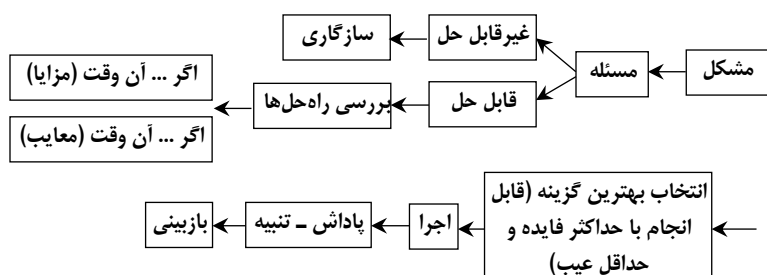 مشکل
مسئله
غیرقابل حل
سازگاری
قابل حل
بررسی راه‌حل‌ها
اگر ... آن وقت (مزایا)
اگر ... آن وقت (معایب)
انتخاب بهترین گزینه (قابل
انجام با حداکثر فایده و
حداقل عیب)
اجرا
پاداش ـ تنبیه
بازبینی